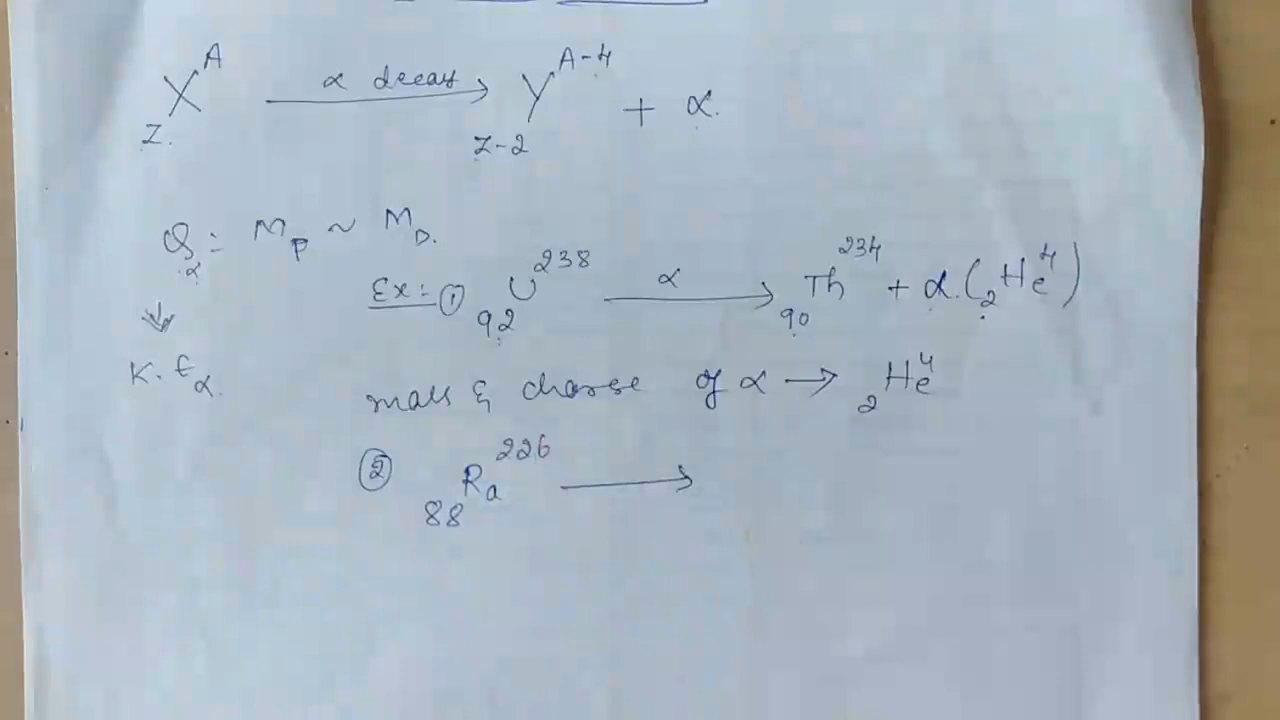 ZX^A α decay → Z-2Y^A-4 + α.
Qα = Mp ~ MD.
Ex:- ① 92U^238 α → 90Th^234 + α.(2He^4)
K.Eα.
mass & charge of α → 2He^4
② 88Ra^226 →